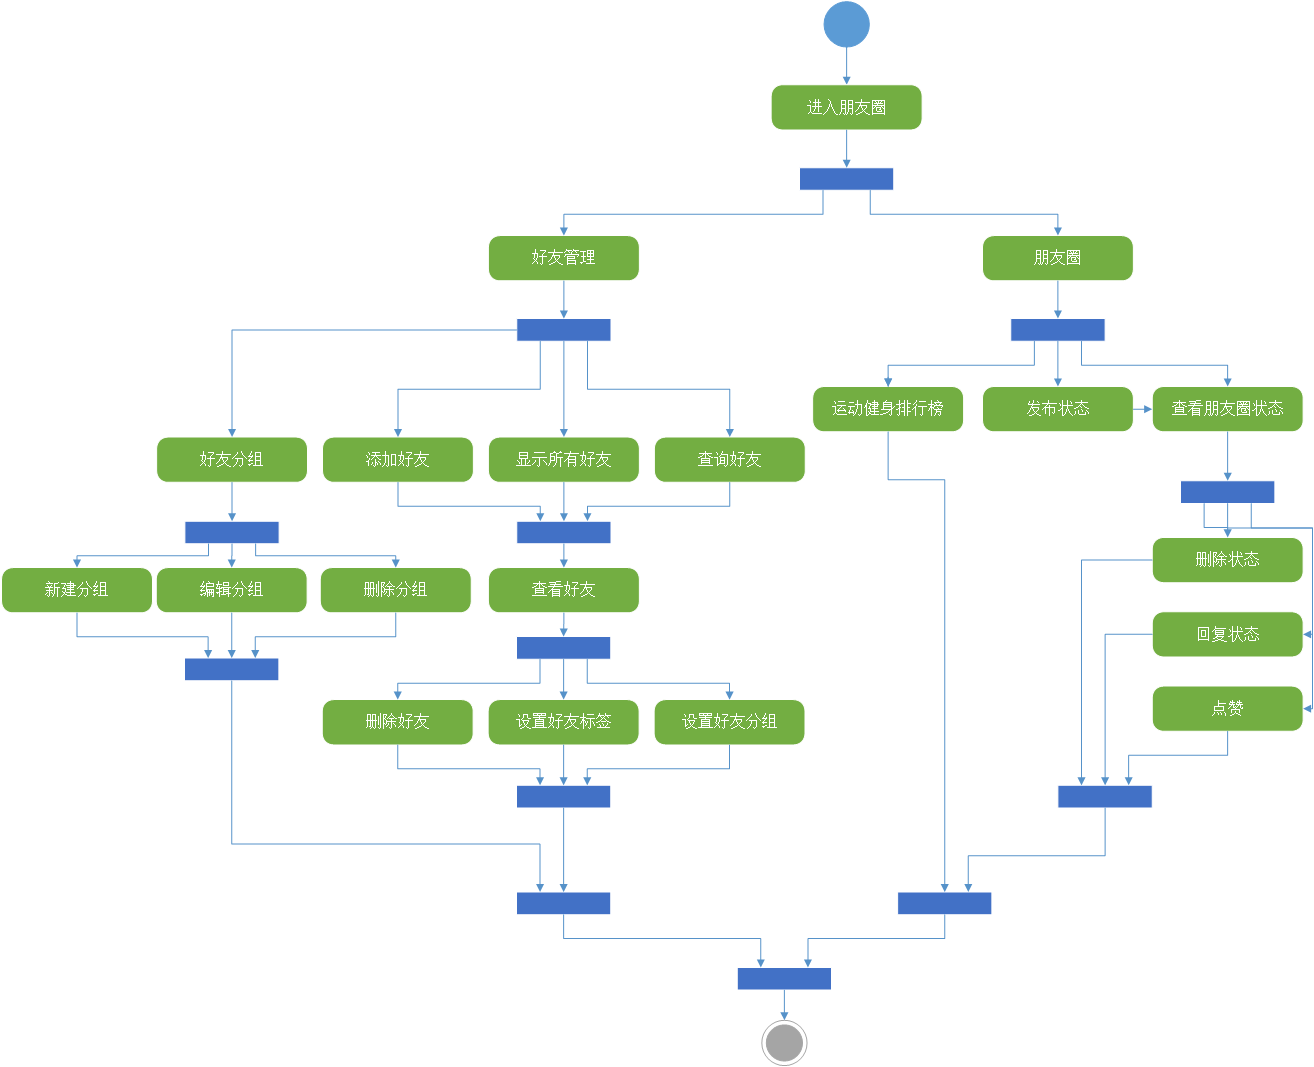 进入朋友圈
好友管理
朋友圈
运动健身排行榜
发布状态
查看朋友圈状态
好友分组
添加好友
显示所有好友
查询好友
删除状态
新建分组
编辑分组
删除分组
查看好友
回复状态
点赞
删除好友
设置好友标签
设置好友分组